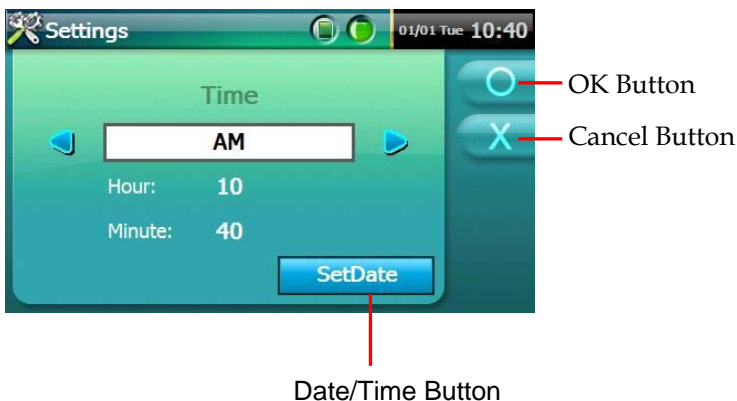 Settings 01/01 Tue 10:40
O OK Button
Time
X Cancel Button
AM
Hour: 10
Minute: 40
SetDate
Date/Time Button